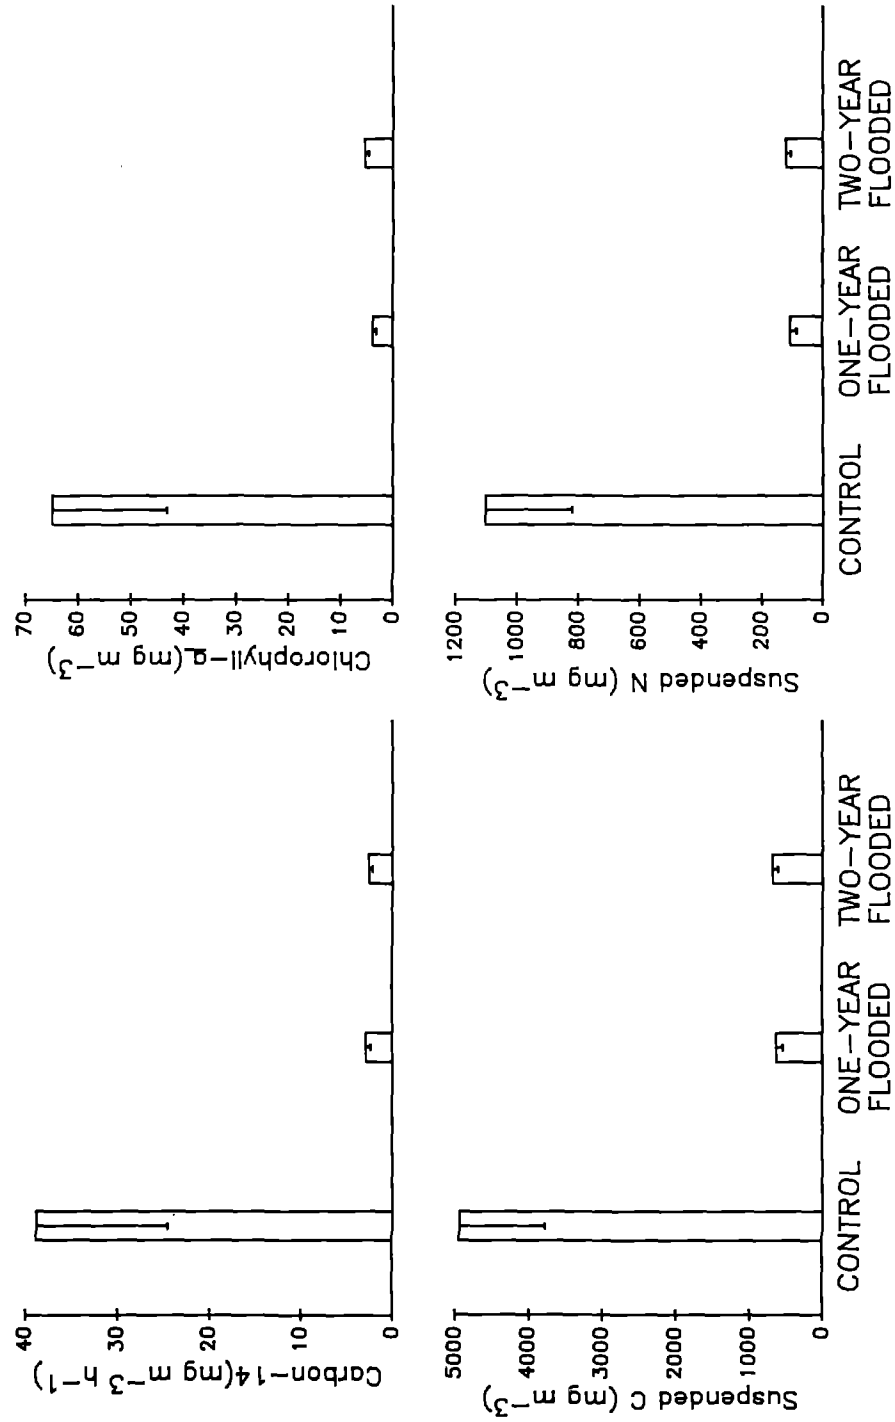 40
30
20
10
0
Carbon-14(mg m⁻³ h⁻¹)
70
60
50
40
30
20
10
0
Chlorophyll-a(mg m⁻³)
5000
4000
3000
2000
1000
0
Suspended C (mg m⁻³)
CONTROL
ONE-YEAR
FLOODED
TWO-YEAR
FLOODED
1200
1000
800
600
400
200
0
Suspended N (mg m⁻³)
CONTROL
ONE-YEAR
FLOODED
TWO-YEAR
FLOODED